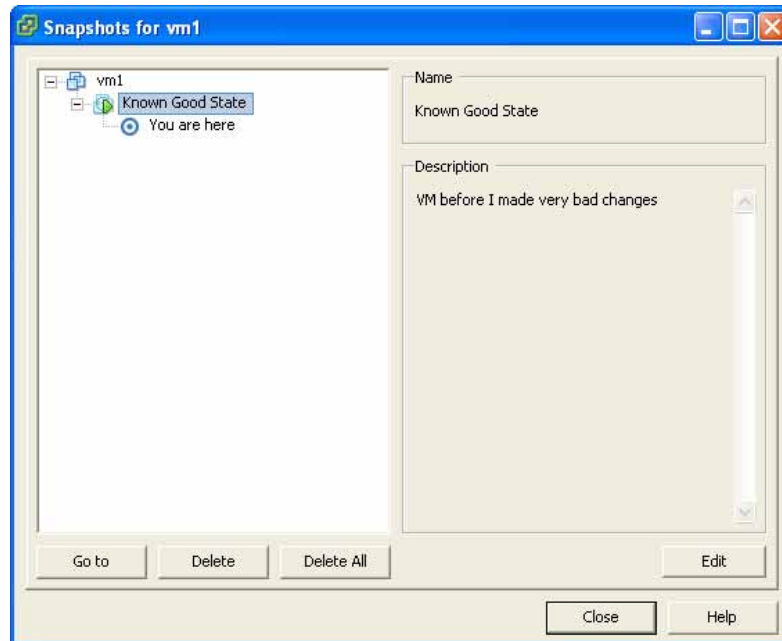 Snapshots for vm1
vm1
Known Good State
You are here
Name
Known Good State
Description
VM before I made very bad changes
Go to
Delete
Delete All
Edit
Close
Help